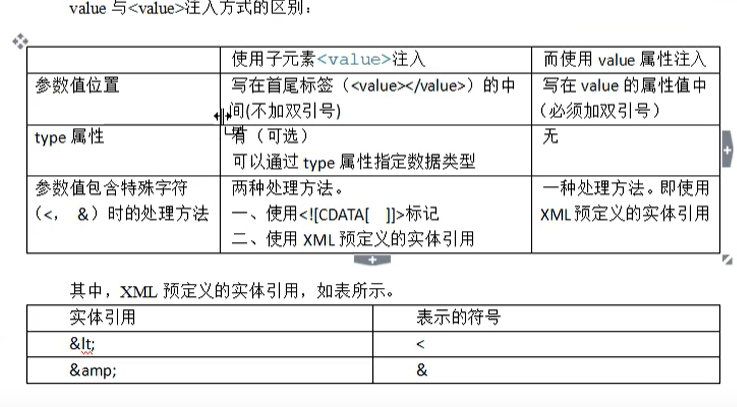 value 与<value>注入方式的区别：
使用子元素<value>注入
而使用 value 属性注入
参数值位置
写在首尾标签（<value></value>）的中
间(不加双引号)
写在 value 的属性值中
（必须加双引号）
type 属性
有（可选）
可以通过 type 属性指定数据类型
无
参数值包含特殊字符
（<， &）时的处理方法
两种处理方法。
一、使用<![CDATA[ ]]>标记
二、使用 XML 预定义的实体引用
一种处理方法。即使用
XML 预定义的实体引用
其中，XML 预定义的实体引用，如表所示。
实体引用
表示的符号
&lt;
<
&amp;
&